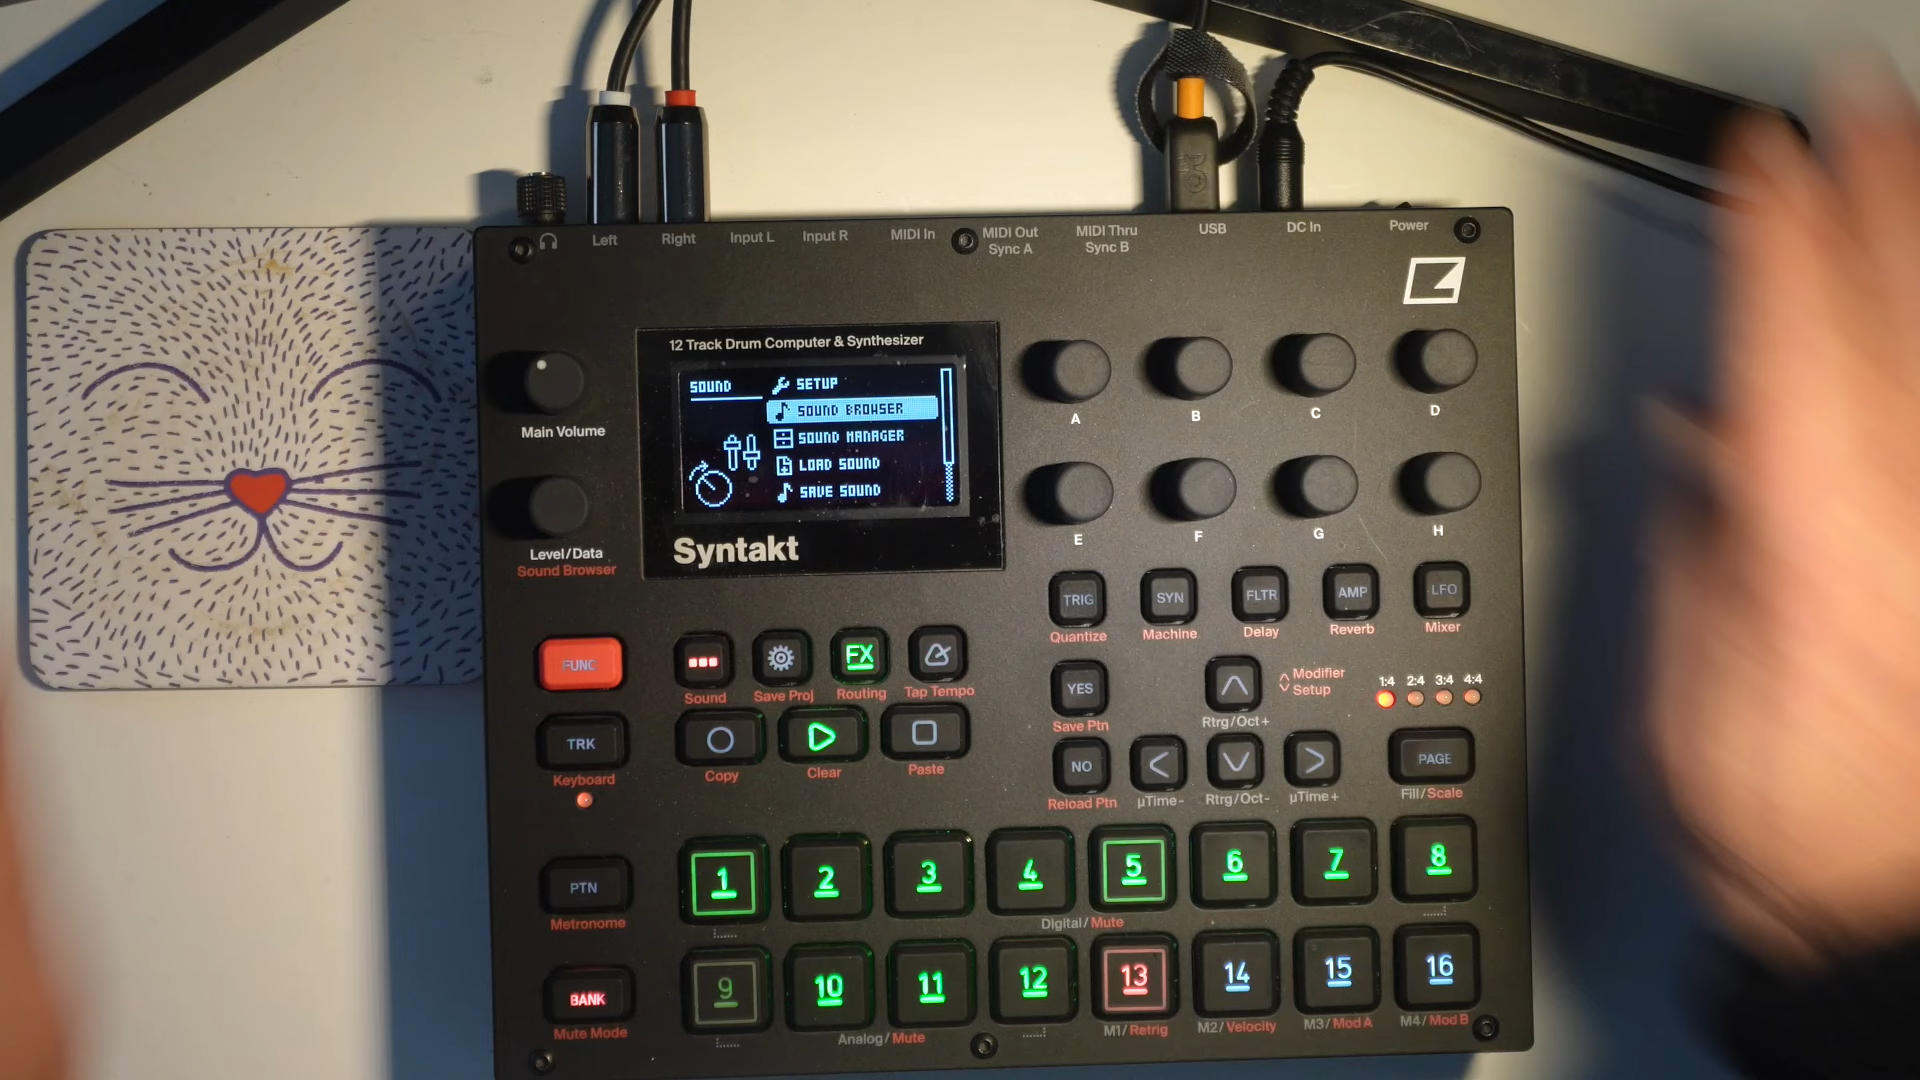 Left Right Input L Input R MIDI In MIDI Out MIDI Thru USB DC In Power
Sync A Sync B
12 Track Drum Computer & Synthesizer
SOUND
SETUP
SOUND BROWSER
SOUND MANAGER
LOAD SOUND
SAVE SOUND
Syntakt
Main Volume
Level/Data
Sound Browser
A B C D
E F G H
TRIG SYN FLTR AMP LFO
Quantize Machine Delay Reverb Mixer
FUNC FX
Sound Save Proj Routing Tap Tempo
YES
Save Ptn
Rtrg/Oct+
Modifier
Setup
1:4 2:4 3:4 4:4
TRK
Keyboard
Copy Clear Paste
NO
Reload Ptn µTime- Rtrg/Oct- µTime+
PAGE
Fill/Scale
PTN
Metronome
1 2 3 4 5 6 7 8
Digital/Mute
BANK
Mute Mode
9 10 11 12 13 14 15 16
Analog/Mute
M1/Retrig M2/Velocity M3/Mod A M4/Mod B